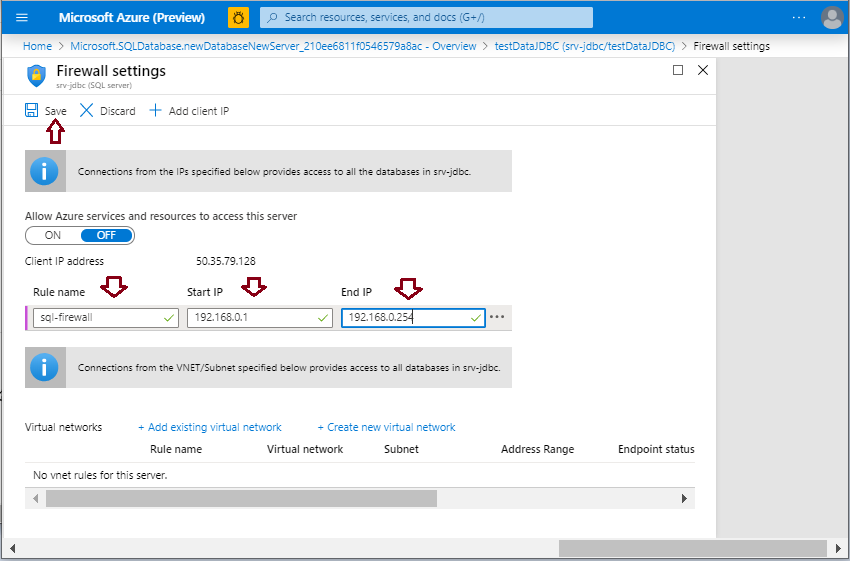 Microsoft Azure (Preview)
Search resources, services, and docs (G+/)
Home > Microsoft.SQLDatabase.newDatabaseNewServer_210ee6811f0546579a8ac - Overview > testDataJDBC (srv-jdbc/testDataJDBC) > Firewall settings
Firewall settings
srv-jdbc (SQL server)
Save Discard Add client IP
Connections from the IPs specified below provides access to all the databases in srv-jdbc.
Allow Azure services and resources to access this server
ON OFF
Client IP address 50.35.79.128
Rule name Start IP End IP
sql-firewall 192.168.0.1 192.168.0.254
Connections from the VNET/Subnet specified below provides access to all databases in srv-jdbc.
Virtual networks + Add existing virtual network + Create new virtual network
Rule name Virtual network Subnet Address Range Endpoint status
No vnet rules for this server.